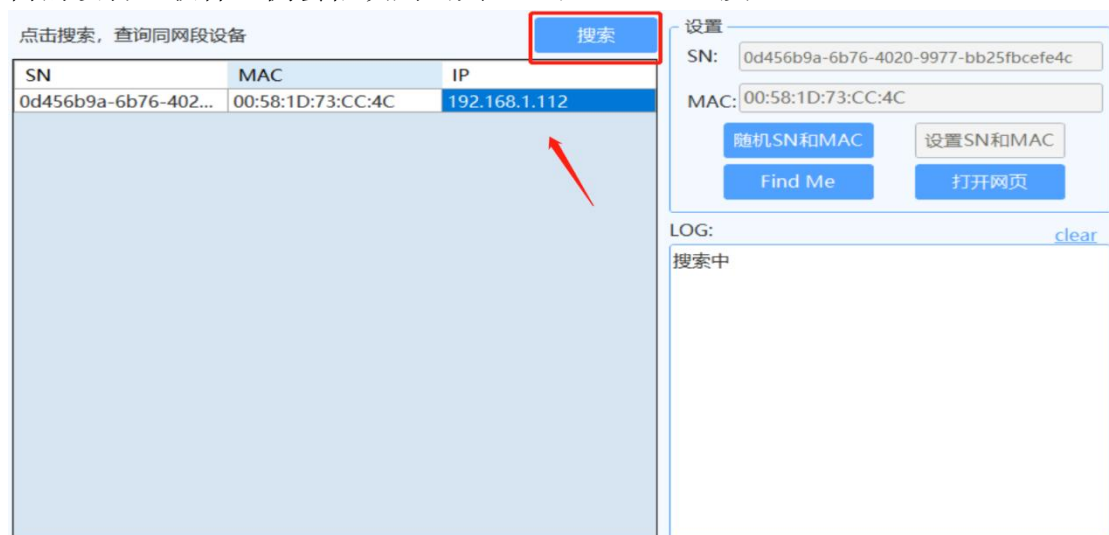 点击搜索，查询同网段设备
搜索
SN MAC IP
0d456b9a-6b76-402... 00:58:1D:73:CC:4C 192.168.1.112
设置
SN: 0d456b9a-6b76-4020-9977-bb25fbcefe4c
MAC: 00:58:1D:73:CC:4C
随机SN和MAC 设置SN和MAC
Find Me 打开网页
LOG: clear
搜索中